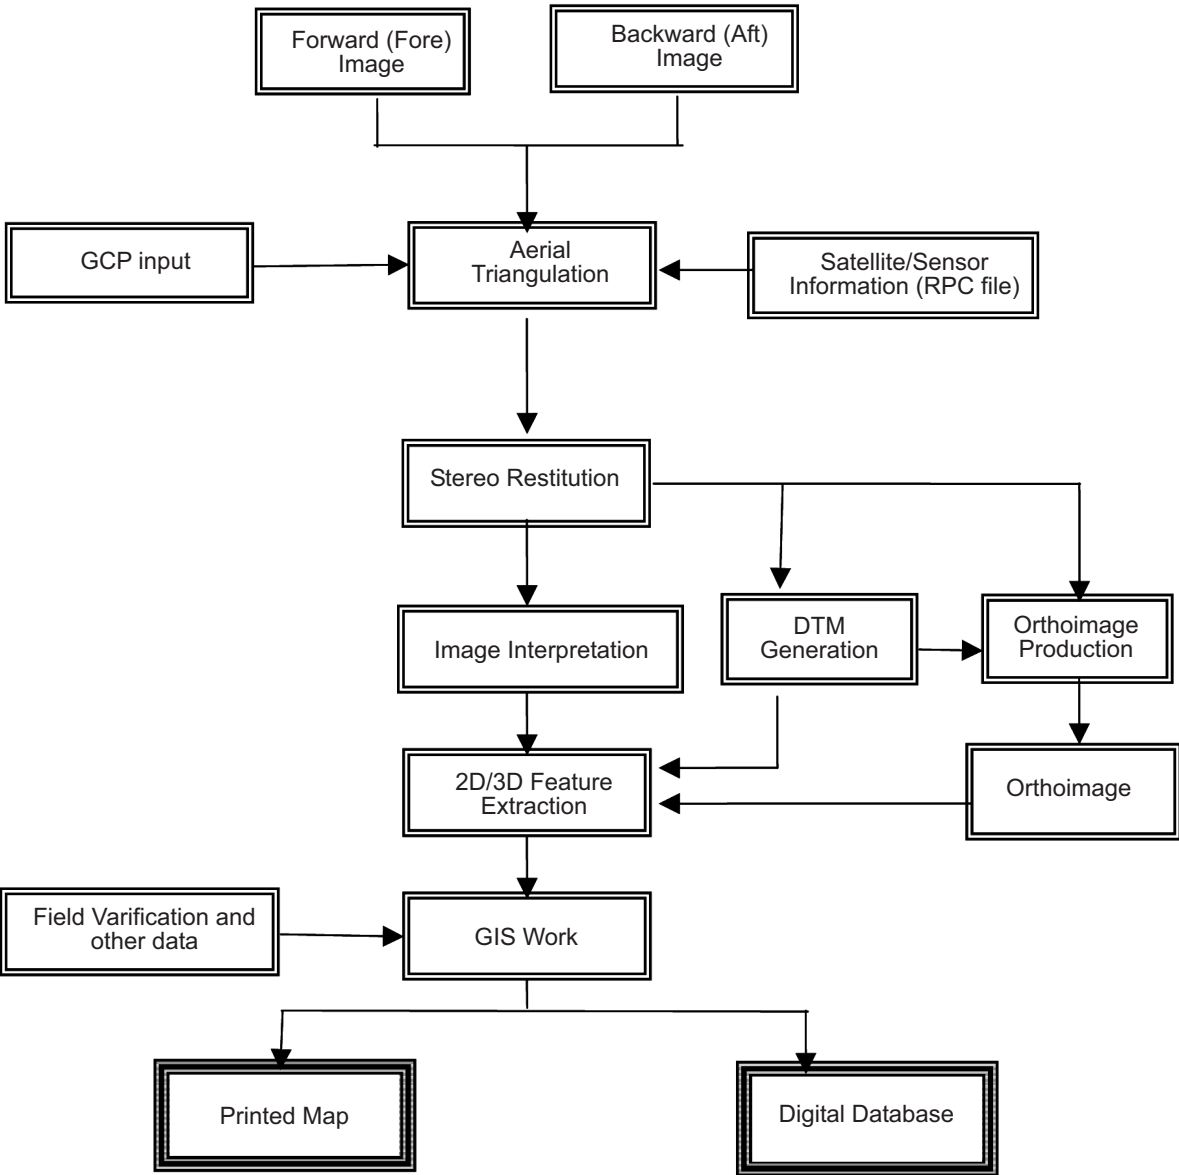 Forward (Fore)
Image
Backward (Aft)
Image
GCP input
Aerial
Triangulation
Satellite/Sensor
Information (RPC file)
Stereo Restitution
Image Interpretation
DTM
Generation
Orthoimage
Production
2D/3D Feature
Extraction
Orthoimage
Field Varification and
other data
GIS Work
Printed Map
Digital Database